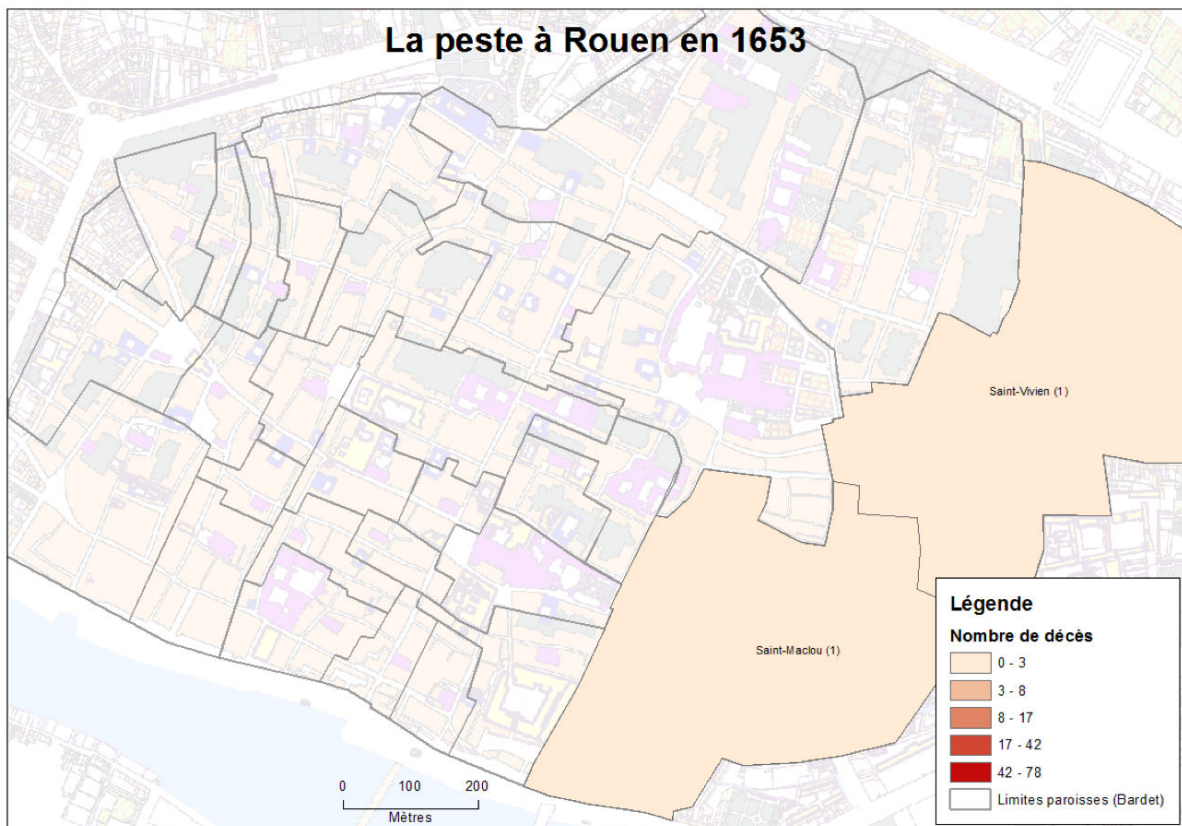 La peste à Rouen en 1653
Saint-Vivien (1)
Saint-Maclou (1)
0 100 200
Mètres
Légende
Nombre de décès
0 - 3
3 - 8
8 - 17
17 - 42
42 - 78
Limites paroisses (Bardet)